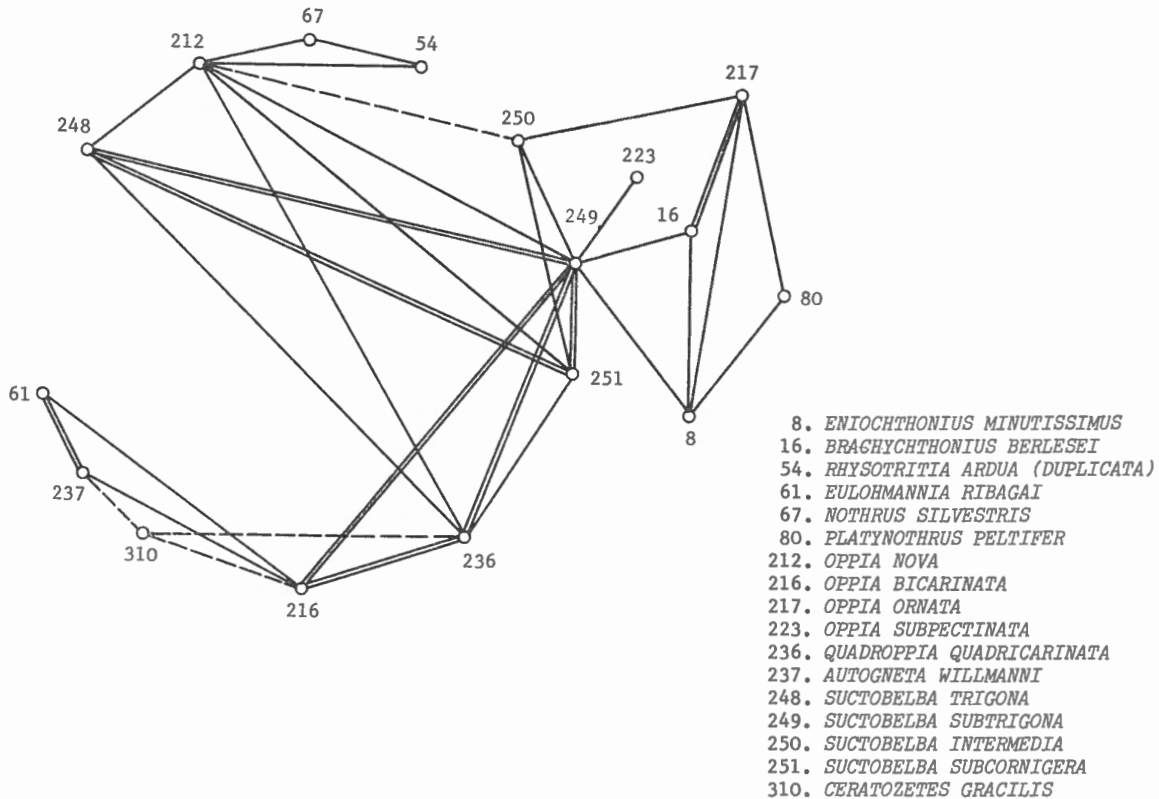 67
212
54
217
248
250
223
249
16
80
61
251
8
237
310
236
216
8. ENIOCHTHONIUS MINUTISSIMUS
16. BRAGHYCHTHONIUS BERLESEI
54. RHYSOTRITIA ARDUA (DUPLICATA)
61. EULOHMANNIA RIBAGAI
67. NOTHRUS SILVESTRIS
80. PLATYNOTHRUS PELTIFER
212. OPPIA NOVA
216. OPPIA BICARINATA
217. OPPIA ORNATA
223. OPPIA SUBPECTINATA
236. QUADROPPIA QUADRICARINATA
237. AUTOGNETA WILLMANNI
248. SUCTOBELBA TRIGONA
249. SUCTOBELBA SUBTRIGONA
250. SUCTOBELBA INTERMEDIA
251. SUCTOBELBA SUBCORNIGERA
310. CERATOZETES GRACILIS